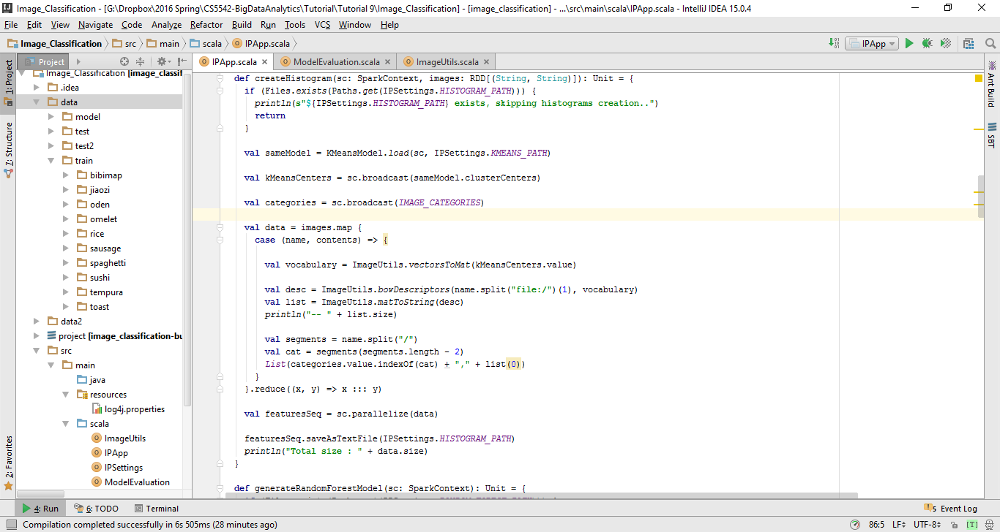 Image_Classification - [G:\Dropbox\2016 Spring\CS5542-BigDataAnalytics\Tutorial\Tutorial 9\Image_Classification] - [image_classification] - ...\src\main\scala\IPApp.scala - IntelliJ IDEA 15.0.4
File Edit View Navigate Code Analyze Refactor Build Run Tools VCS Window Help
Image_Classification src main scala IPApp.scala IPApp
1: Project
7: Structure
2: Favorites
Project
Image_Classification [image_classif
.idea
data
model
test
test2
train
bibimap
jiaozi
oden
omelet
rice
sausage
spaghetti
sushi
tempura
toast
data2
project [image_classification-bu
src
main
java
resources
log4j.properties
scala
ImageUtils
IPApp
IPSettings
ModelEvaluation
IPApp.scala ModelEvaluation.scala ImageUtils.scala
def createHistogram(sc: SparkContext, images: RDD[(String, String)]): Unit = {
if (Files.exists(Paths.get(IPSettings.HISTOGRAM_PATH))) {
println(s"${IPSettings.HISTOGRAM_PATH} exists, skipping histograms creation..")
return
}
val sameModel = KMeansModel.load(sc, IPSettings.KMEANS_PATH)
val kMeansCenters = sc.broadcast(sameModel.clusterCenters)
val categories = sc.broadcast(IMAGE_CATEGORIES)
val data = images.map {
case (name, contents) => {
val vocabulary = ImageUtils.vectorsToMat(kMeansCenters.value)
val desc = ImageUtils.bowDescriptors(name.split("file:/")(1), vocabulary)
val list = ImageUtils.matToString(desc)
println("-- " + list.size)
val segments = name.split("/")
val cat = segments(segments.length - 2)
List(categories.value.indexOf(cat) + "," + list(0))
}
}.reduce((x, y) => x ::: y)
val featuresSeq = sc.parallelize(data)
featuresSeq.saveAsTextFile(IPSettings.HISTOGRAM_PATH)
println("Total size : " + data.size)
}
def generateRandomForestModel(sc: SparkContext): Unit = {
Ant Build
SBT
4: Run 6: TODO Terminal 5 Event Log
Compilation completed successfully in 6s 505ms (28 minutes ago) 86:5 LF UTF-8 [T]